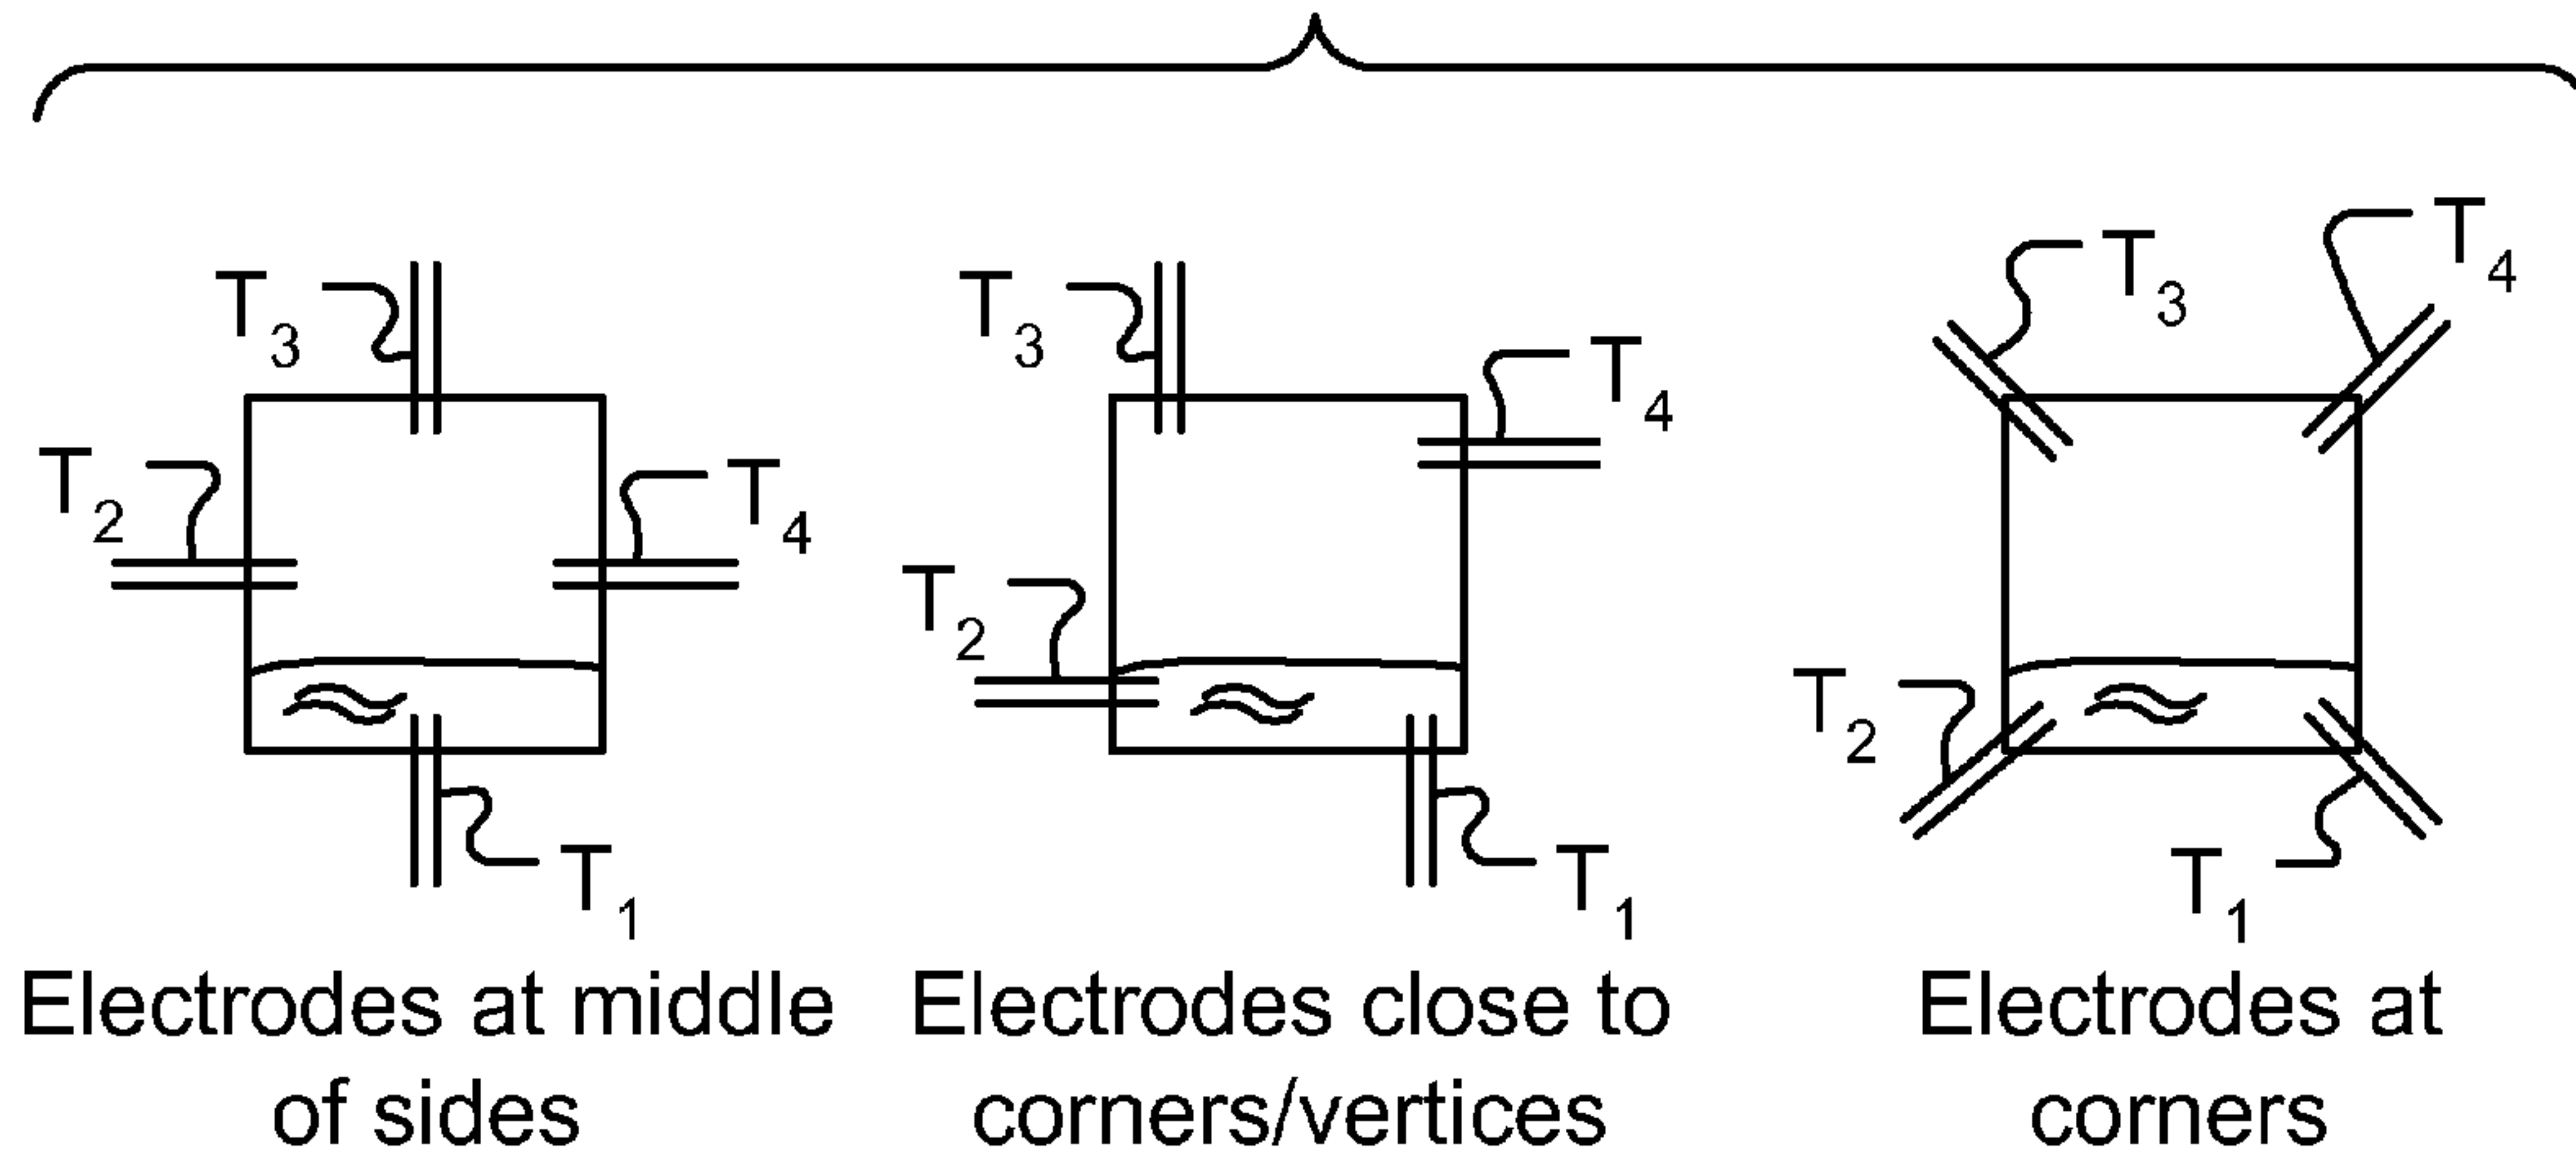 T3
T2
T4
T1
Electrodes at middle
of sides
T3
T4
T2
T1
Electrodes close to
corners/vertices
T3
T4
T2
T1
Electrodes at
corners